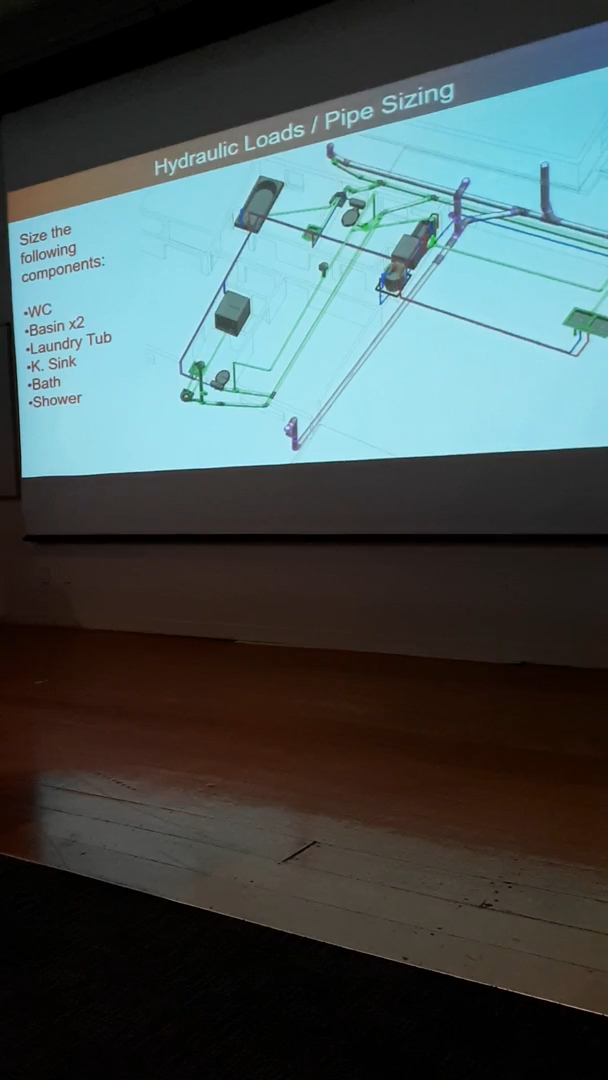 Hydraulic Loads / Pipe Sizing
Size the
following
components:
•WC
•Basin x2
•Laundry Tub
•K. Sink
•Bath
•Shower